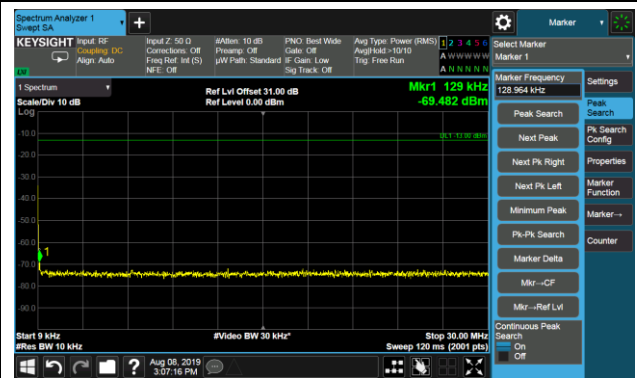 Spectrum Analyzer 1
Swept SA
+
Marker
KEYSIGHT
Input: RF
Coupling: DC
Align: Auto
Input Z: 50 Ω
Corrections: Off
Freq Ref: Int (S)
NFE: Off
#Atten: 10 dB
Preamp: Off
µW Path: Standard
PNO: Best Wide
Gate: Off
IF Gain: Low
Sig Track: Off
Avg Type: Power (RMS)
Avg|Hold:>10/10
Trig: Free Run
1 2 3 4 5 6
A W W W W W
A N N N N N
LXI
Select Marker
Marker 1
1 Spectrum
Scale/Div 10 dB
Log
Ref Lvl Offset 31.00 dB
Ref Level 0.00 dBm
Mkr1 129 kHz
-69.482 dBm
DL1 -13.00 dBm
-10.0
-20.0
-30.0
-40.0
-50.0
-60.0
-70.0
-80.0
-90.0
1
Start 9 kHz
#Res BW 10 kHz
#Video BW 30 kHz*
Stop 30.00 MHz
Sweep 120 ms (2001 pts)
Marker Frequency
128.964 kHz
Peak Search
Next Peak
Next Pk Right
Next Pk Left
Minimum Peak
Pk-Pk Search
Marker Delta
Mkr→CF
Mkr→Ref Lvl
Continuous Peak
Search
On
Off
Settings
Peak
Search
Pk Search
Config
Properties
Marker
Function
Marker→
Counter
?
Aug 08, 2019
3:07:16 PM